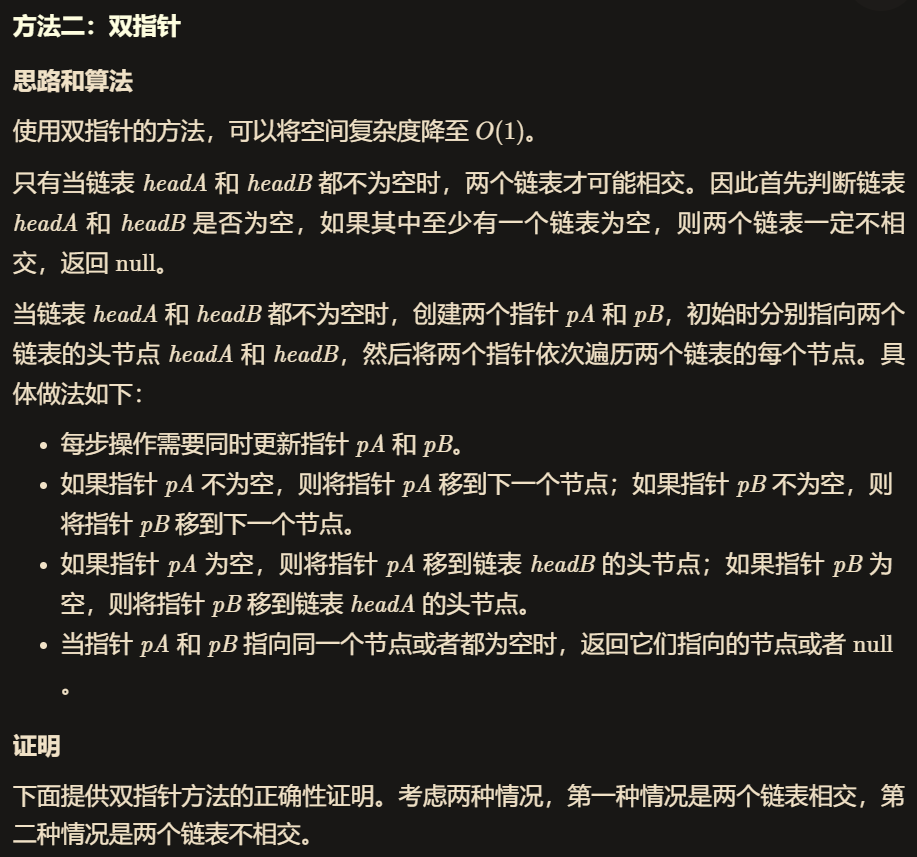 方法二：双指针
思路和算法
使用双指针的方法，可以将空间复杂度降至 O(1)。
只有当链表 headA 和 headB 都不为空时，两个链表才可能相交。因此首先判断链表
headA 和 headB 是否为空，如果其中至少有一个链表为空，则两个链表一定不相
交，返回 null。
当链表 headA 和 headB 都不为空时，创建两个指针 pA 和 pB，初始时分别指向两个
链表的头节点 headA 和 headB，然后将两个指针依次遍历两个链表的每个节点。具
体做法如下：
• 每步操作需要同时更新指针 pA 和 pB。
• 如果指针 pA 不为空，则将指针 pA 移到下一个节点；如果指针 pB 不为空，则
将指针 pB 移到下一个节点。
• 如果指针 pA 为空，则将指针 pA 移到链表 headB 的头节点；如果指针 pB 为
空，则将指针 pB 移到链表 headA 的头节点。
• 当指针 pA 和 pB 指向同一个节点或者都为空时，返回它们指向的节点或者 null
。
证明
下面提供双指针方法的正确性证明。考虑两种情况，第一种情况是两个链表相交，第
二种情况是两个链表不相交。